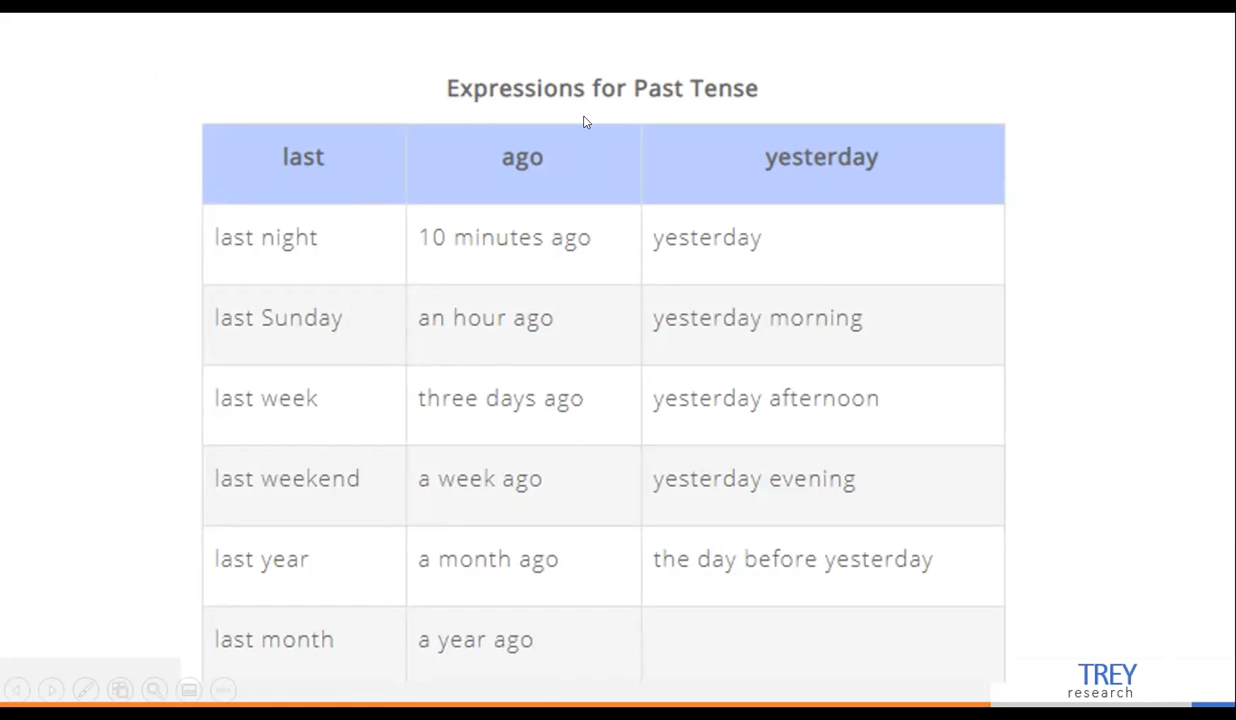 Expressions for Past Tense
last ago yesterday
last night 10 minutes ago yesterday
last Sunday an hour ago yesterday morning
last week three days ago yesterday afternoon
last weekend a week ago yesterday evening
last year a month ago the day before yesterday
last month a year ago
TREY
research